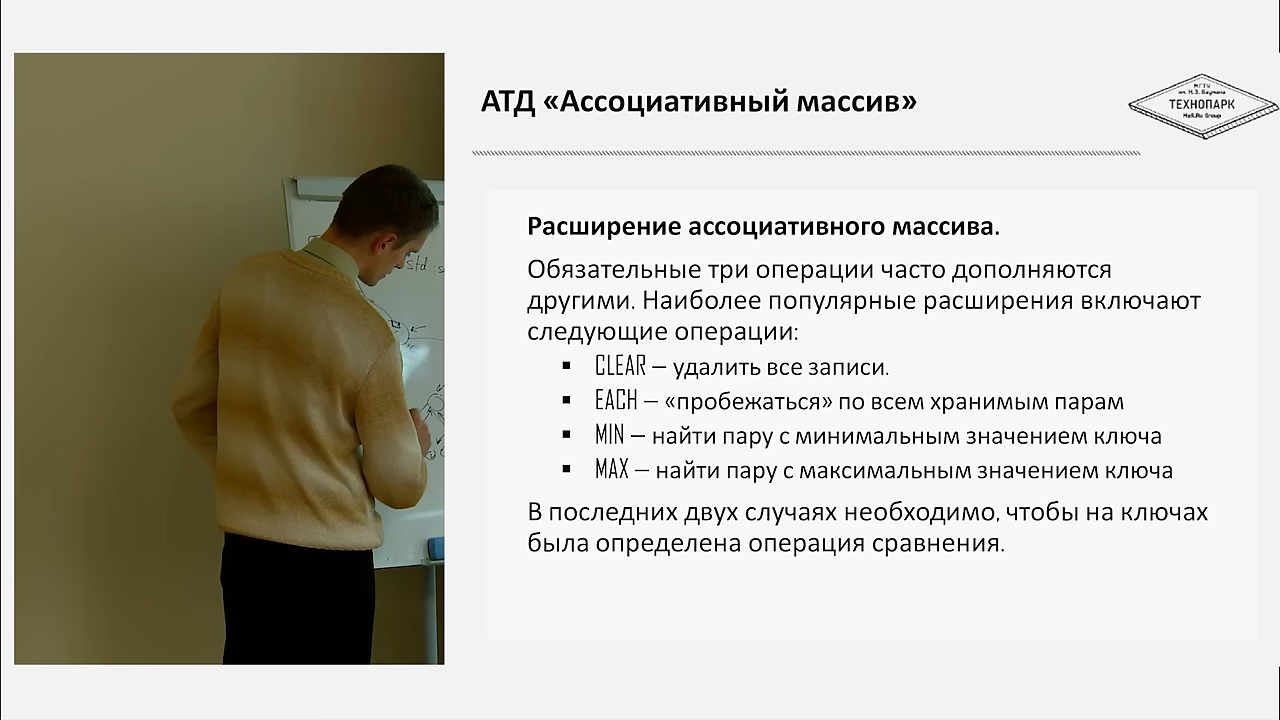 АТД «Ассоциативный массив»
МГТУ
им. Н.Э. Баумана
ТЕХНОПАРК
Mail.Ru Group
Расширение ассоциативного массива.
Обязательные три операции часто дополняются
другими. Наиболее популярные расширения включают
следующие операции:
▪ CLEAR – удалить все записи.
▪ EACH – «пробежаться» по всем хранимым парам
▪ MIN – найти пару с минимальным значением ключа
▪ MAX – найти пару с максимальным значением ключа
В последних двух случаях необходимо, чтобы на ключах
была определена операция сравнения.
std::s